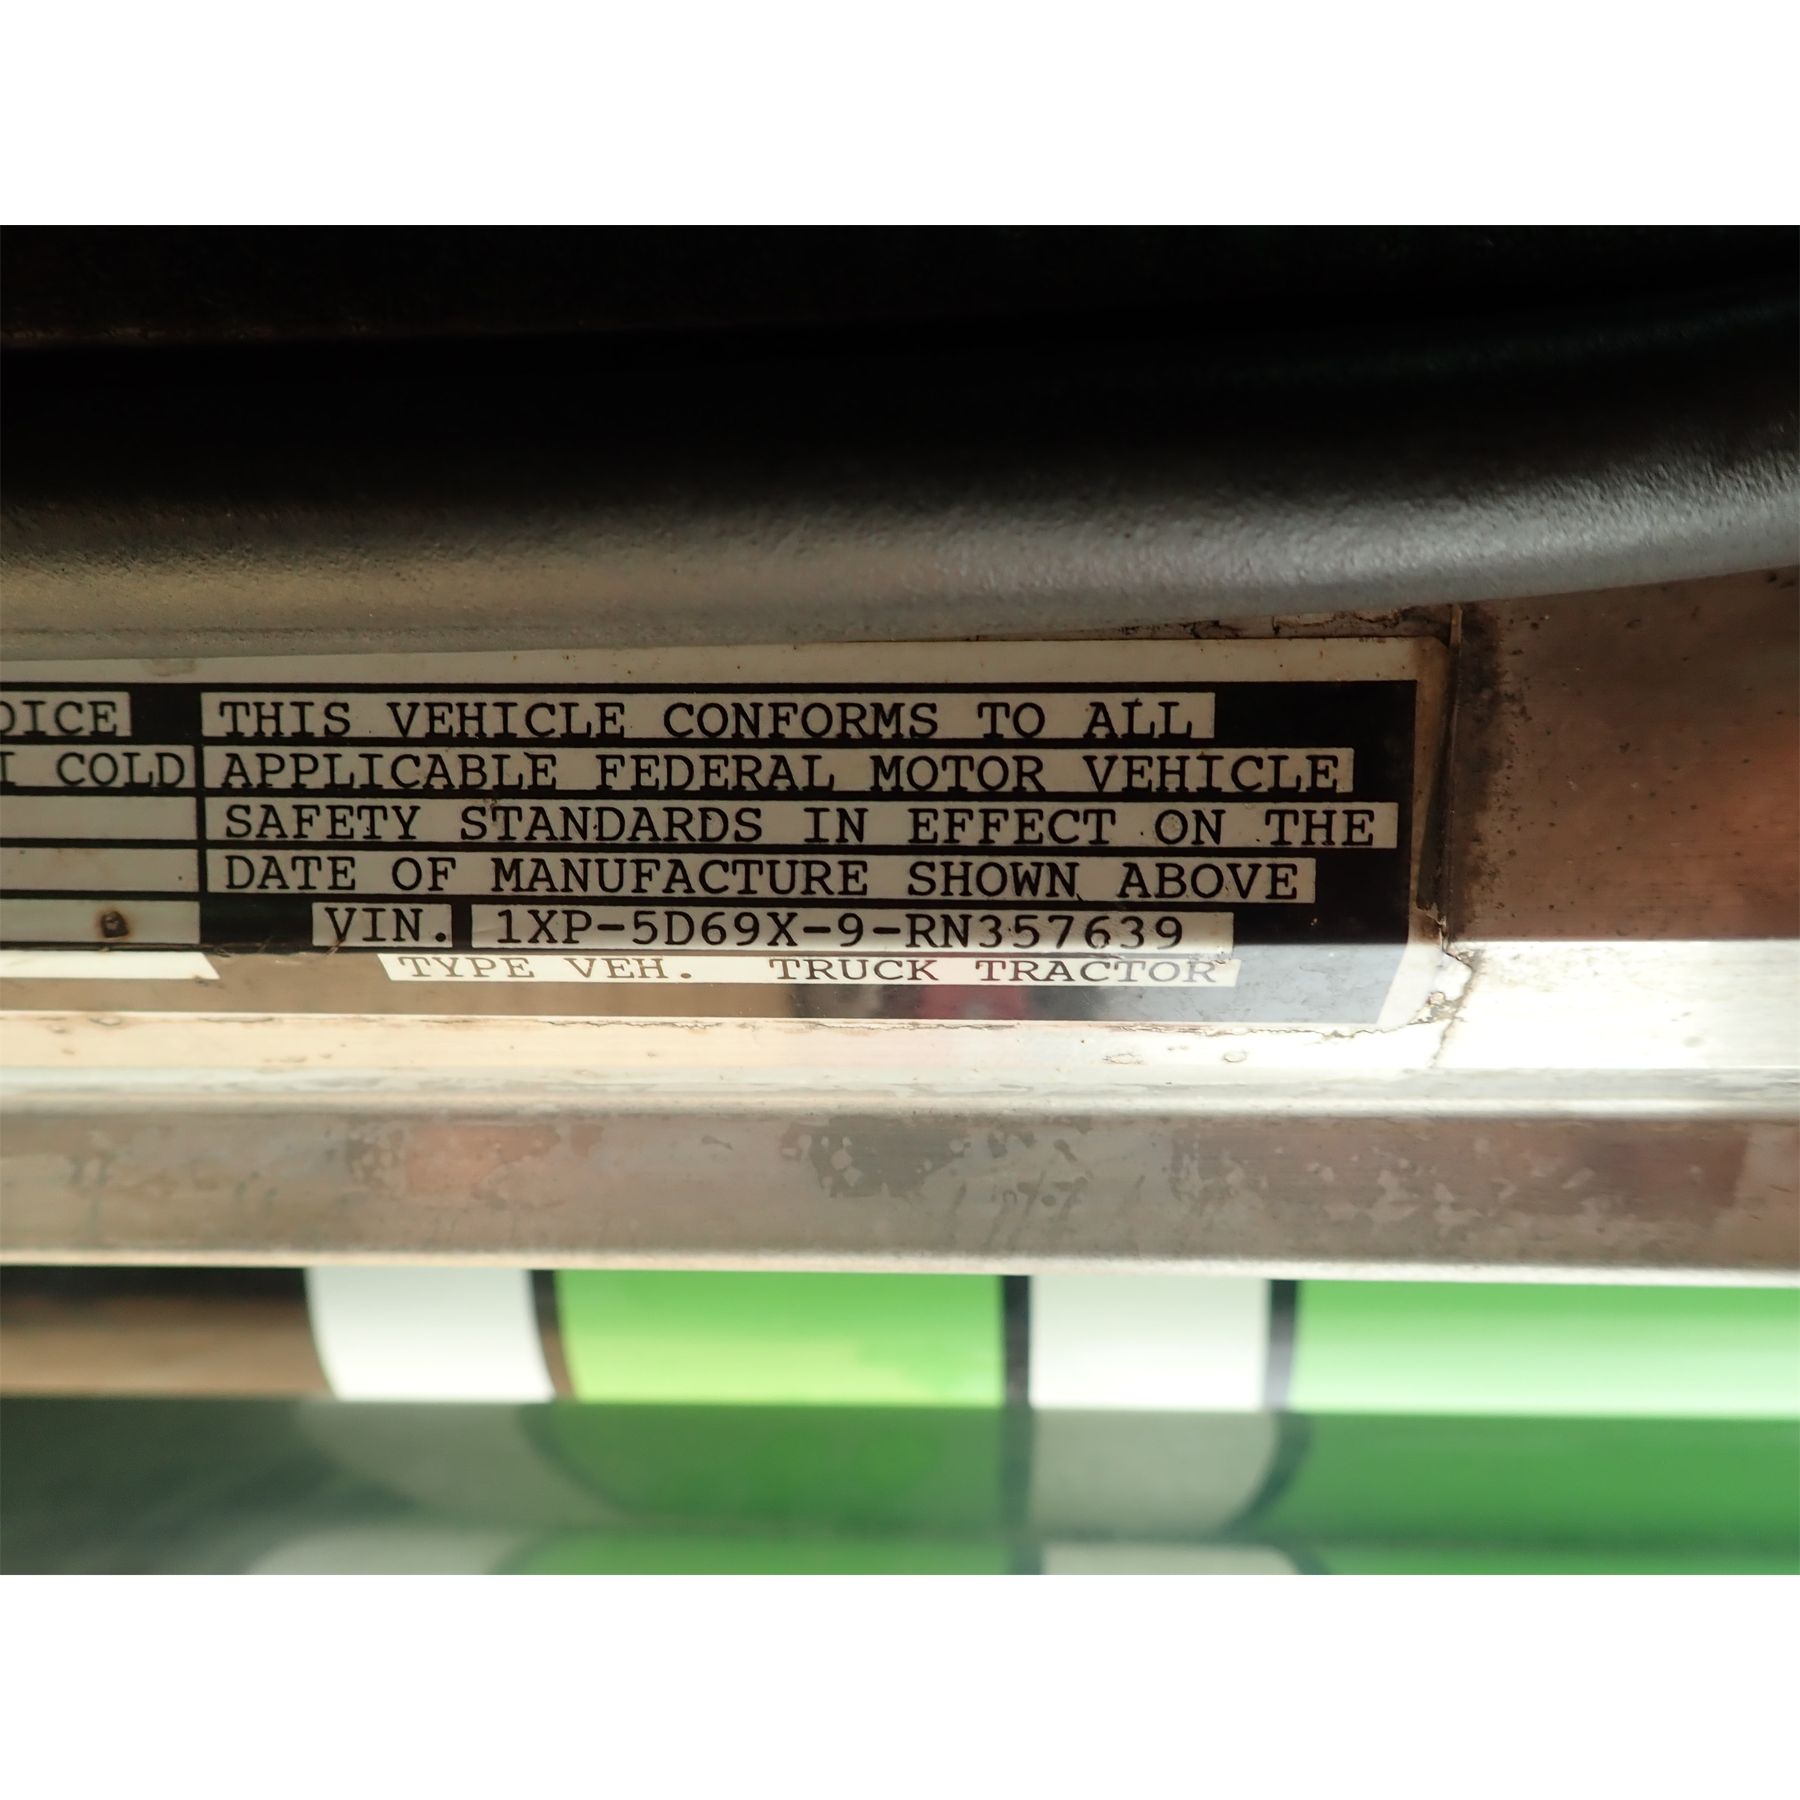 DICE THIS VEHICLE CONFORMS TO ALL
I COLD APPLICABLE FEDERAL MOTOR VEHICLE
SAFETY STANDARDS IN EFFECT ON THE
DATE OF MANUFACTURE SHOWN ABOVE
VIN. 1XP-5D69X-9-RN357639
TYPE VEH. TRUCK TRACTOR